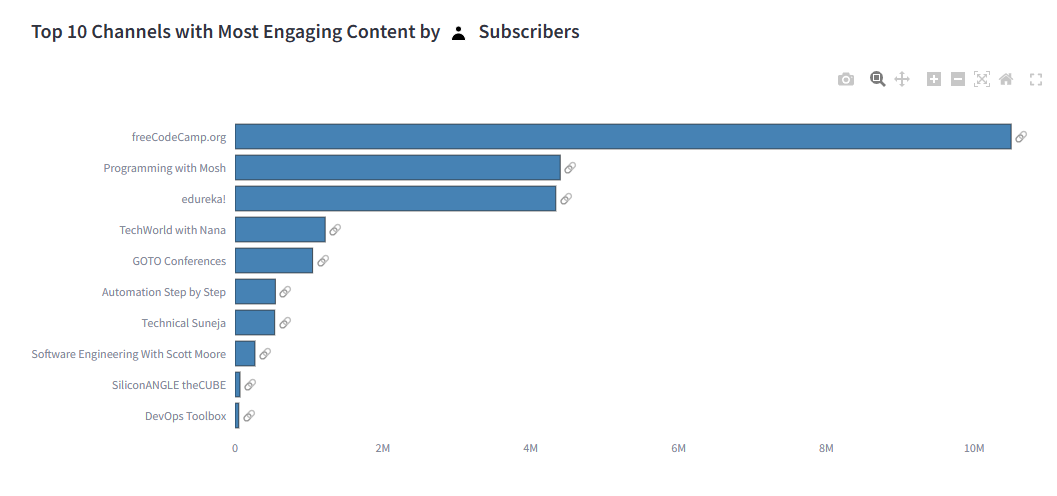 Top 10 Channels with Most Engaging Content by Subscribers
freeCodeCamp.org
Programming with Mosh
edureka!
TechWorld with Nana
GOTO Conferences
Automation Step by Step
Technical Suneja
Software Engineering With Scott Moore
SiliconANGLE theCUBE
DevOps Toolbox
0 2M 4M 6M 8M 10M